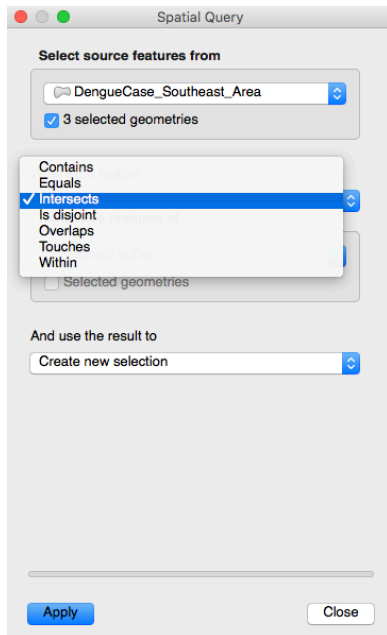 Spatial Query
Select source features from
DengueCase_Southeast_Area
3 selected geometries
Contains
Equals
✓ Intersects
Is disjoint
Overlaps
Touches
Within
Selected geometries
And use the result to
Create new selection
Apply
Close